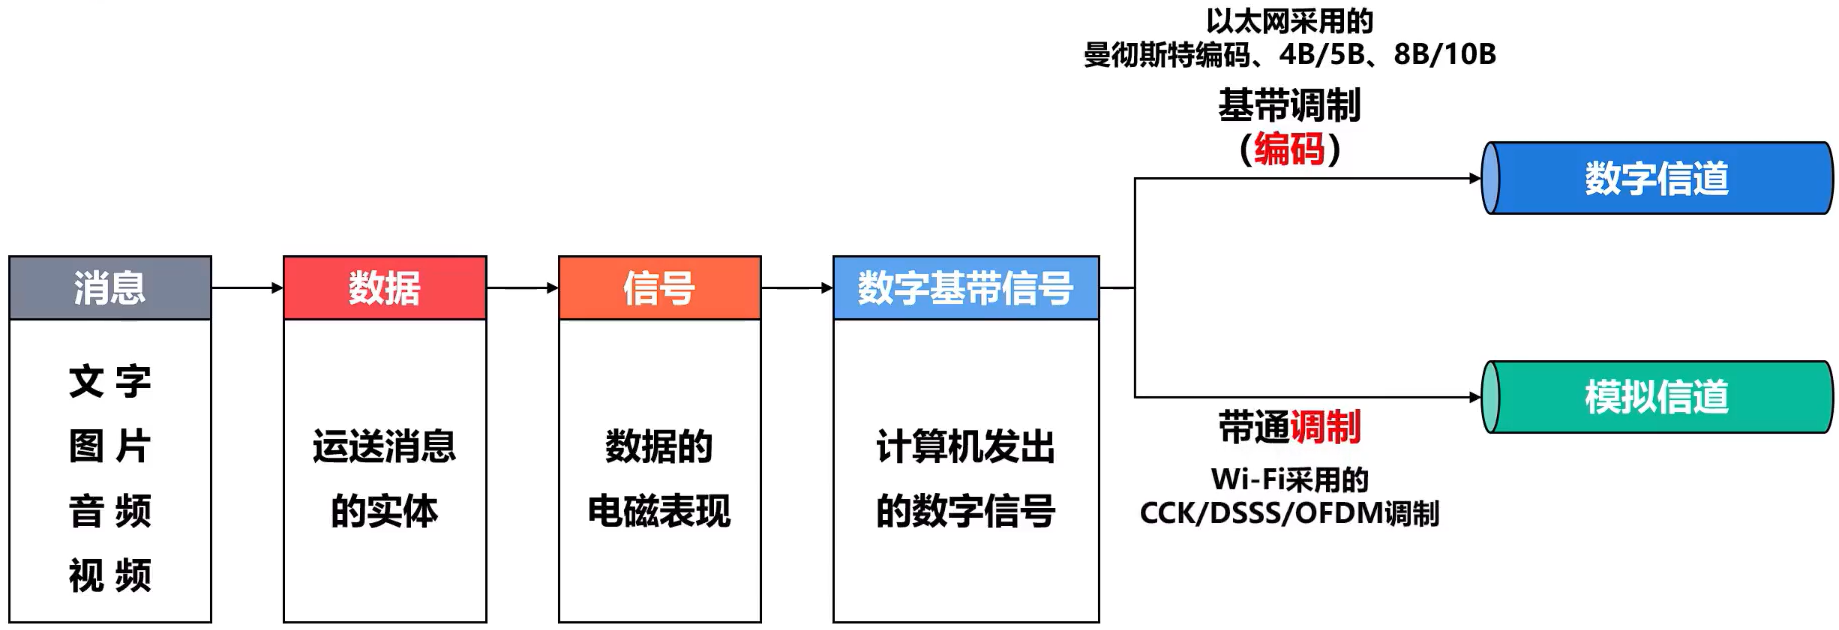 以太网采用的
曼彻斯特编码、4B/5B、8B/10B
基带调制
（编码）
数字信道
消息
数据
信号
数字基带信号
文字
图片
音频
视频
运送消息
的实体
数据的
电磁表现
计算机发出
的数字信号
模拟信道
带通调制
Wi-Fi采用的
CCK/DSSS/OFDM调制